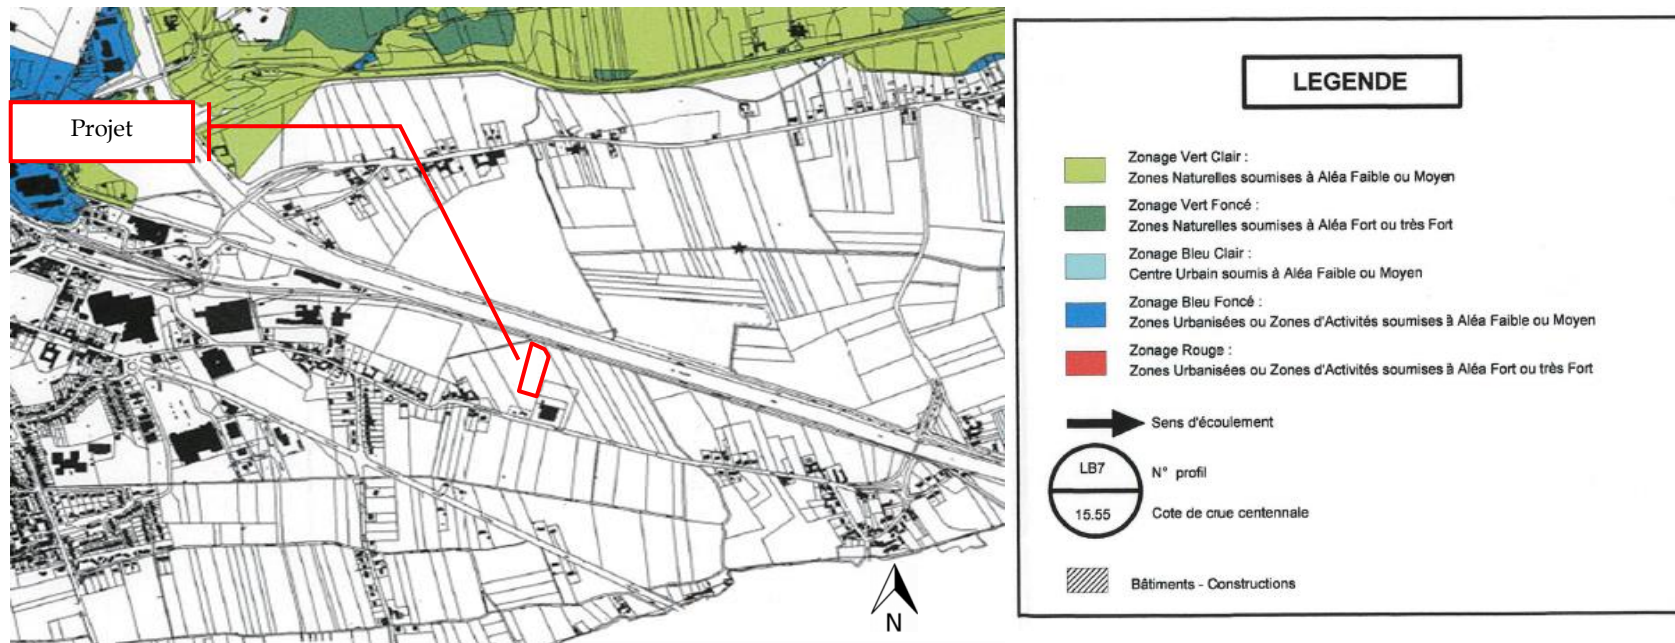 Projet
N
LEGENDE
Zonage Vert Clair :
Zones Naturelles soumises à Aléa Faible ou Moyen
Zonage Vert Foncé :
Zones Naturelles soumises à Aléa Fort ou très Fort
Zonage Bleu Clair :
Centre Urbain soumis à Aléa Faible ou Moyen
Zonage Bleu Foncé :
Zones Urbanisées ou Zones d'Activités soumises à Aléa Faible ou Moyen
Zonage Rouge :
Zones Urbanisées ou Zones d'Activités soumises à Aléa Fort ou très Fort
Sens d'écoulement
LB7
N° profil
15.55
Cote de crue centennale
Bâtiments - Constructions